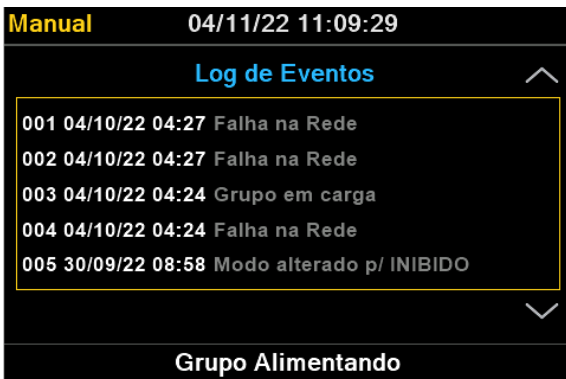 Manual 04/11/22 11:09:29
Log de Eventos
001 04/10/22 04:27 Falha na Rede
002 04/10/22 04:27 Falha na Rede
003 04/10/22 04:24 Grupo em carga
004 04/10/22 04:24 Falha na Rede
005 30/09/22 08:58 Modo alterado p/ INIBIDO
Grupo Alimentando